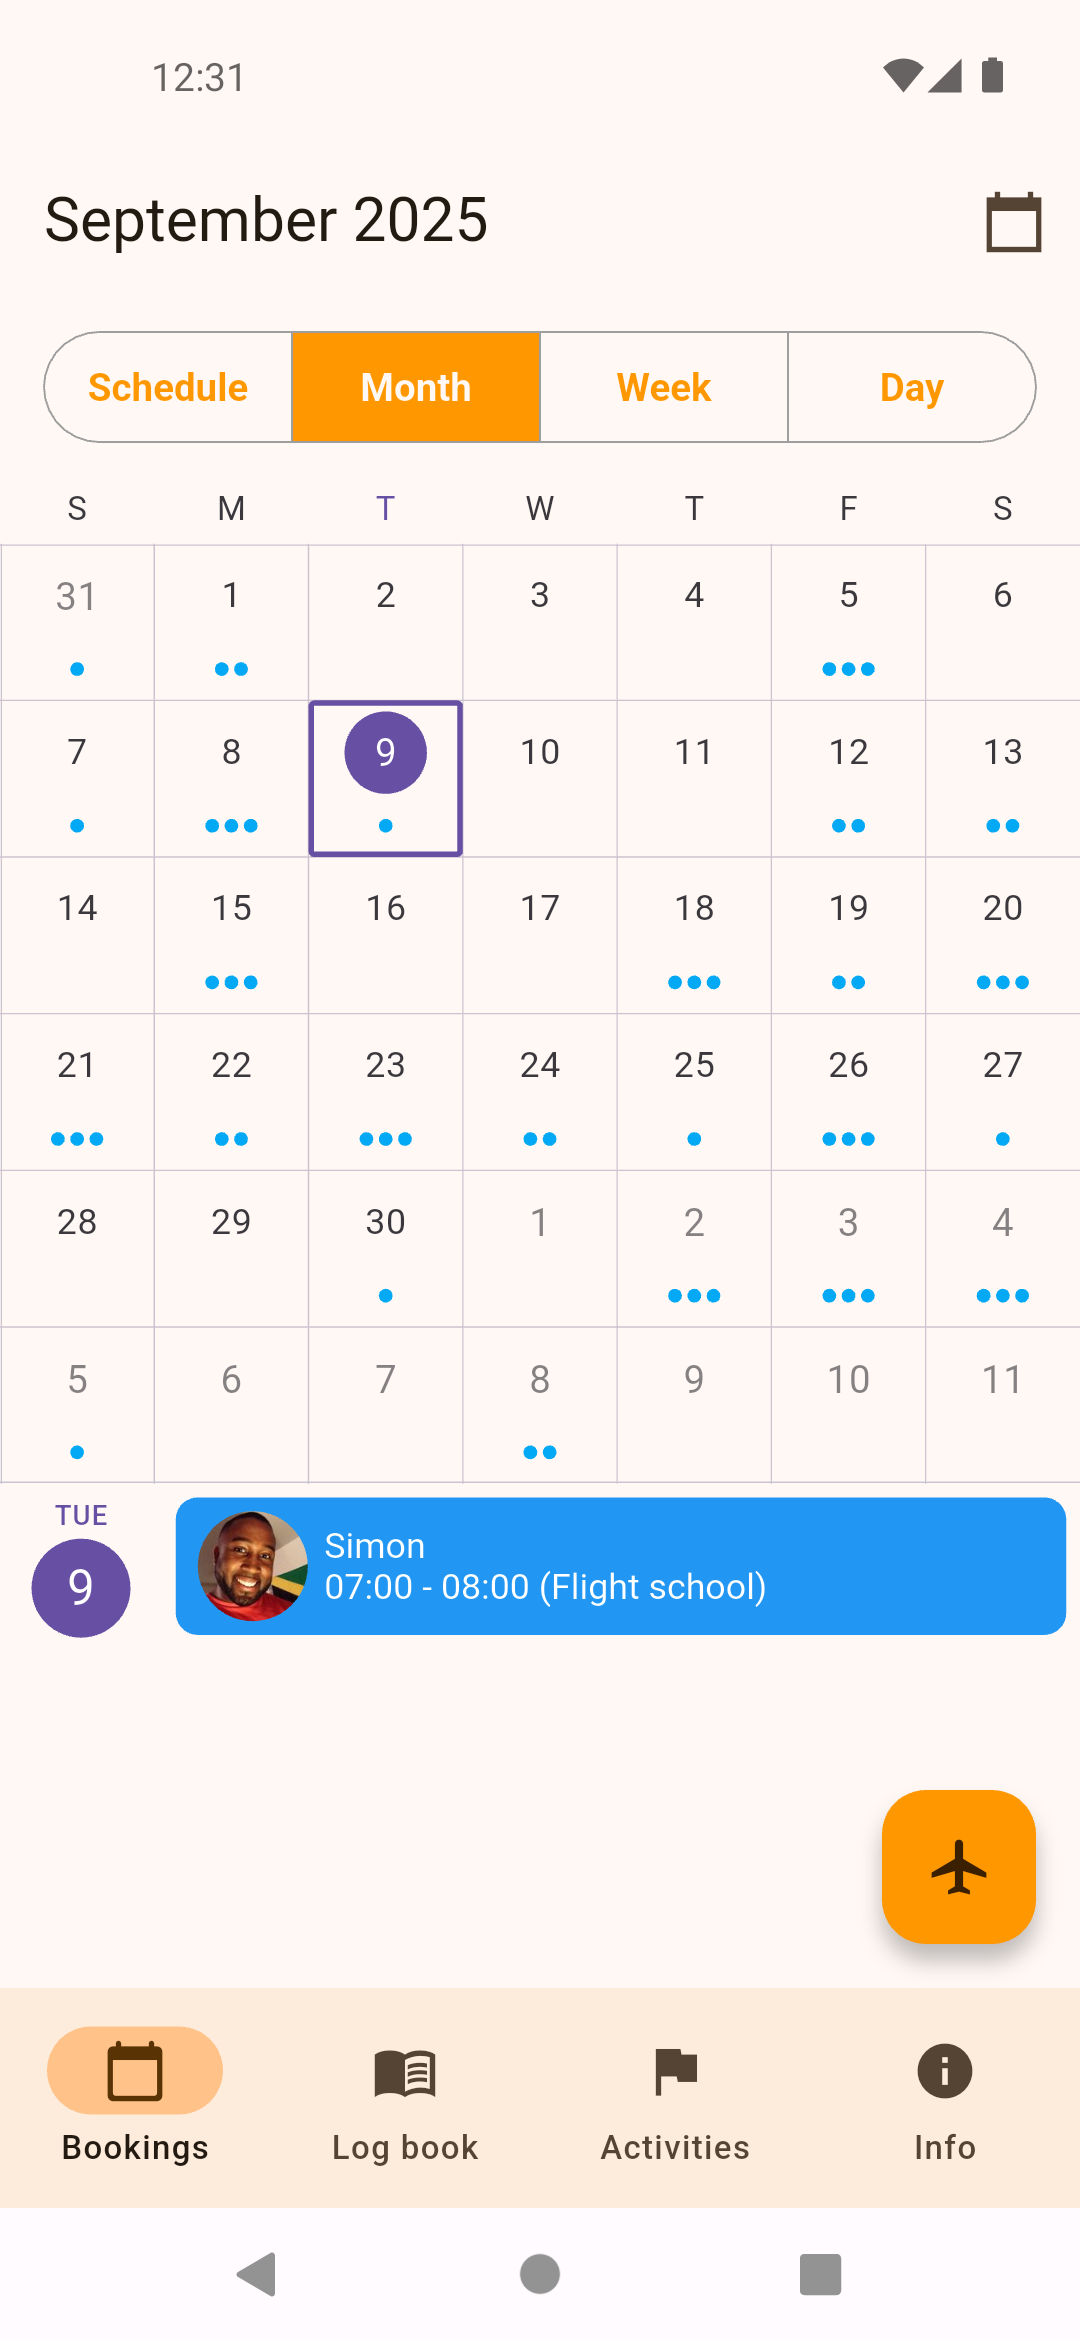 12:31
September 2025
Schedule Month Week Day
S M T W T F S
31 1 2 3 4 5 6
7 8 9 10 11 12 13
14 15 16 17 18 19 20
21 22 23 24 25 26 27
28 29 30 1 2 3 4
5 6 7 8 9 10 11
TUE
9
Simon
07:00 - 08:00 (Flight school)
Bookings Log book Activities Info